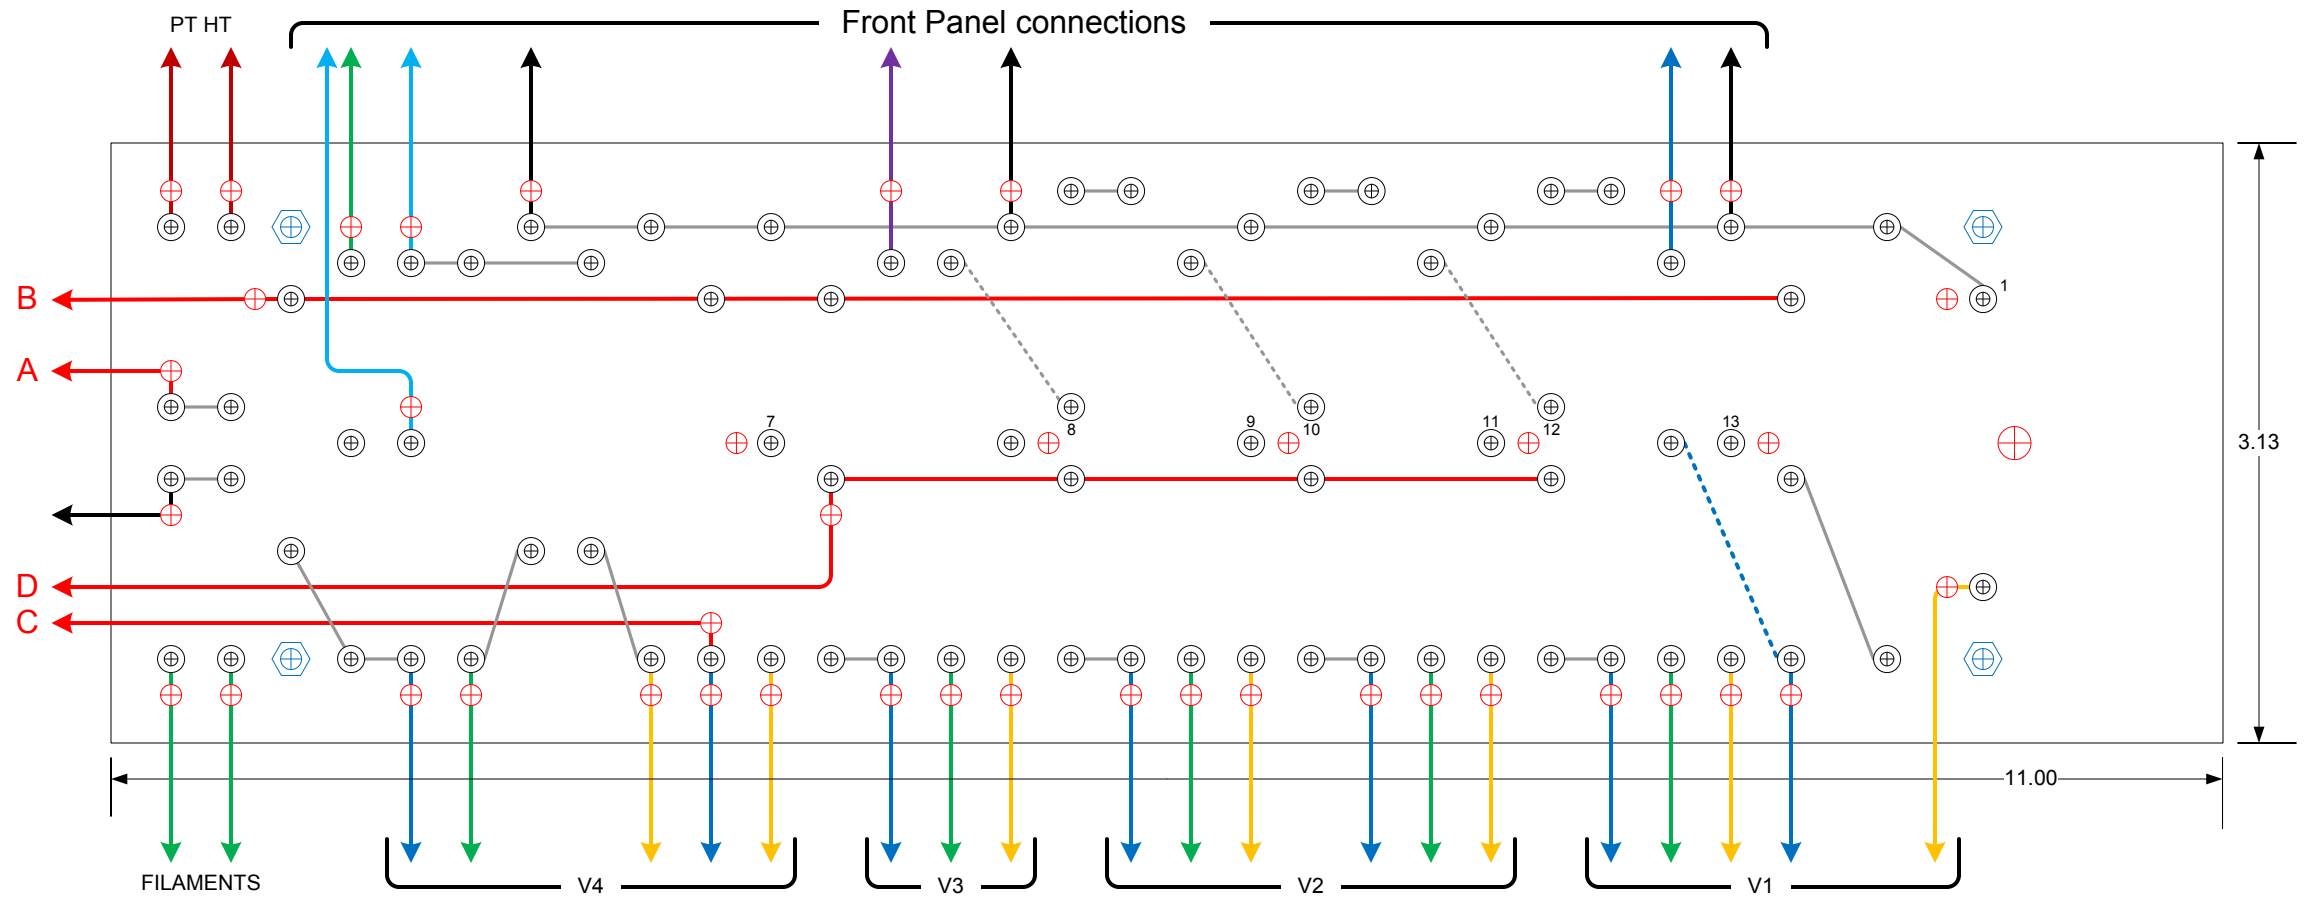 PT HT
Front Panel connections
B
1
A
7
8
9
10
11
12
13
3.13
D
C
11.00
FILAMENTS
V4
V3
V2
V1